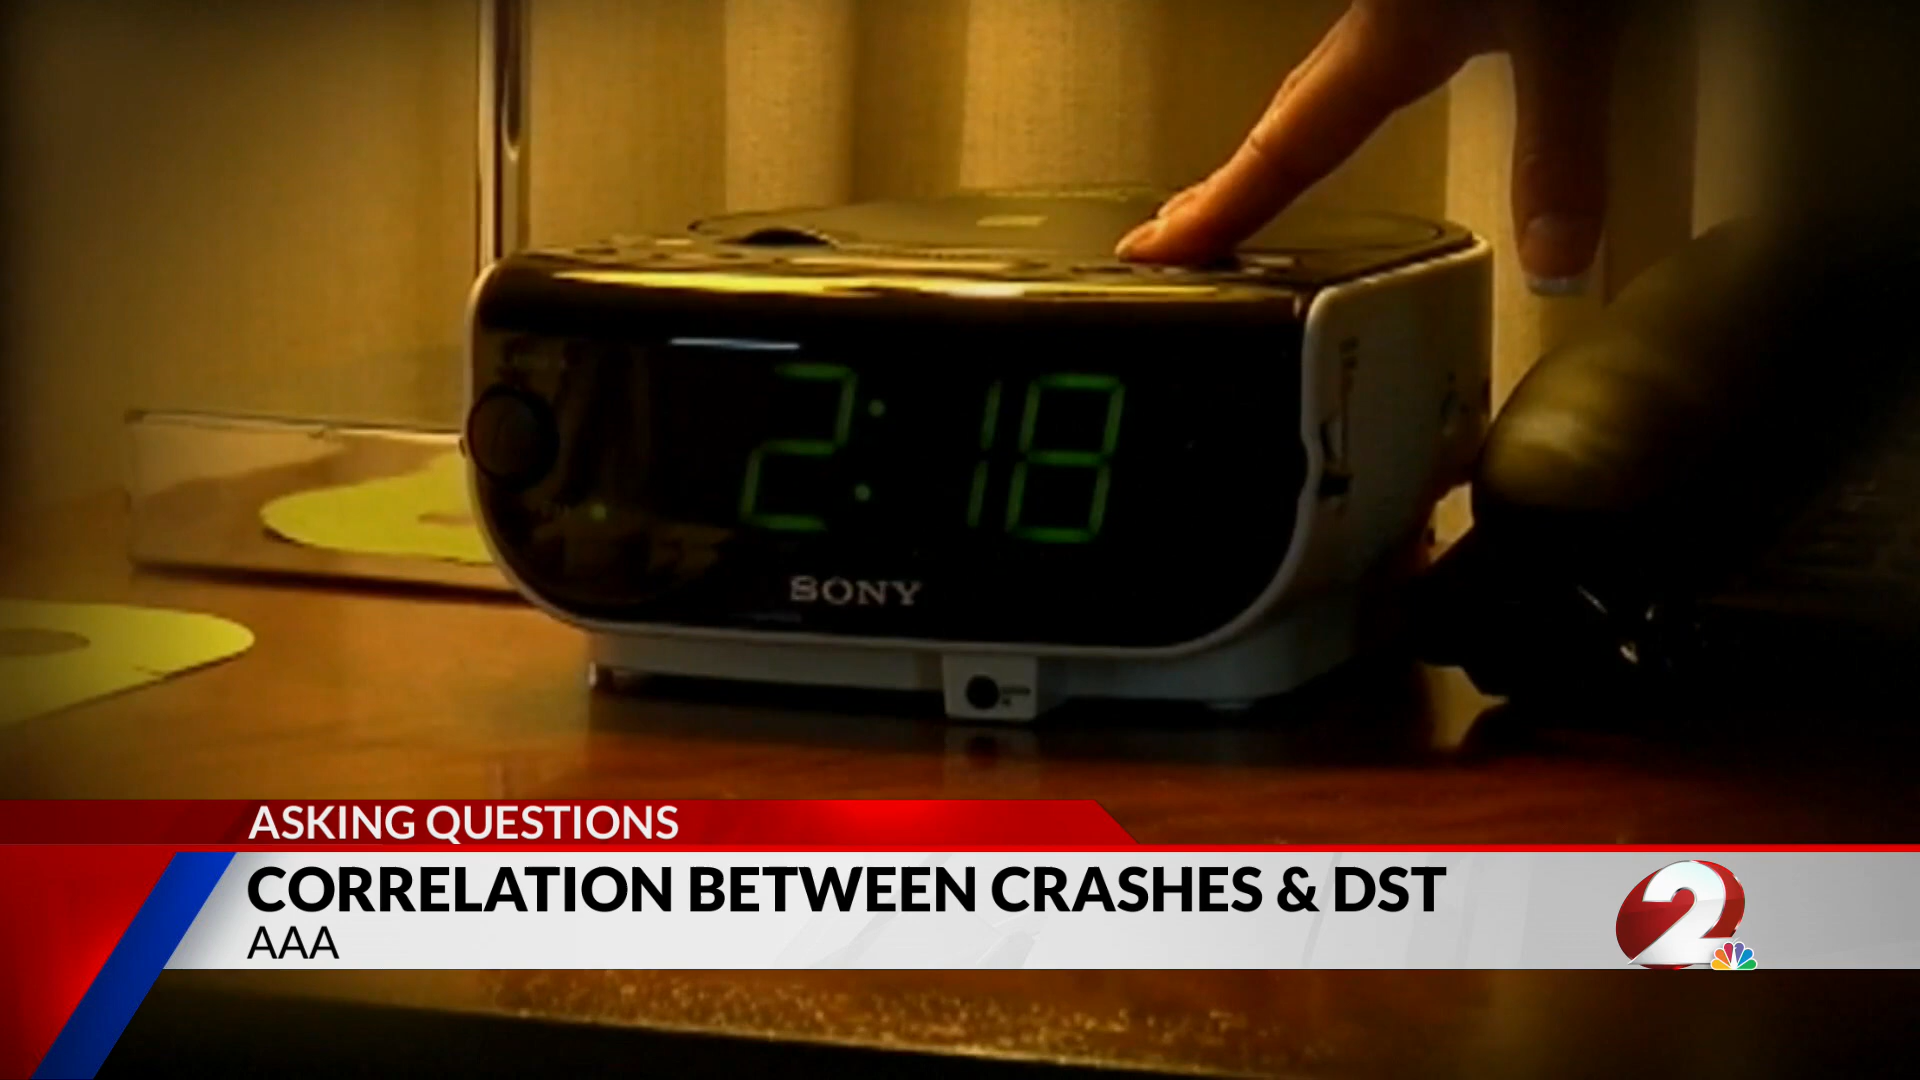 2:18
SONY
ASKING QUESTIONS
CORRELATION BETWEEN CRASHES & DST
AAA
2